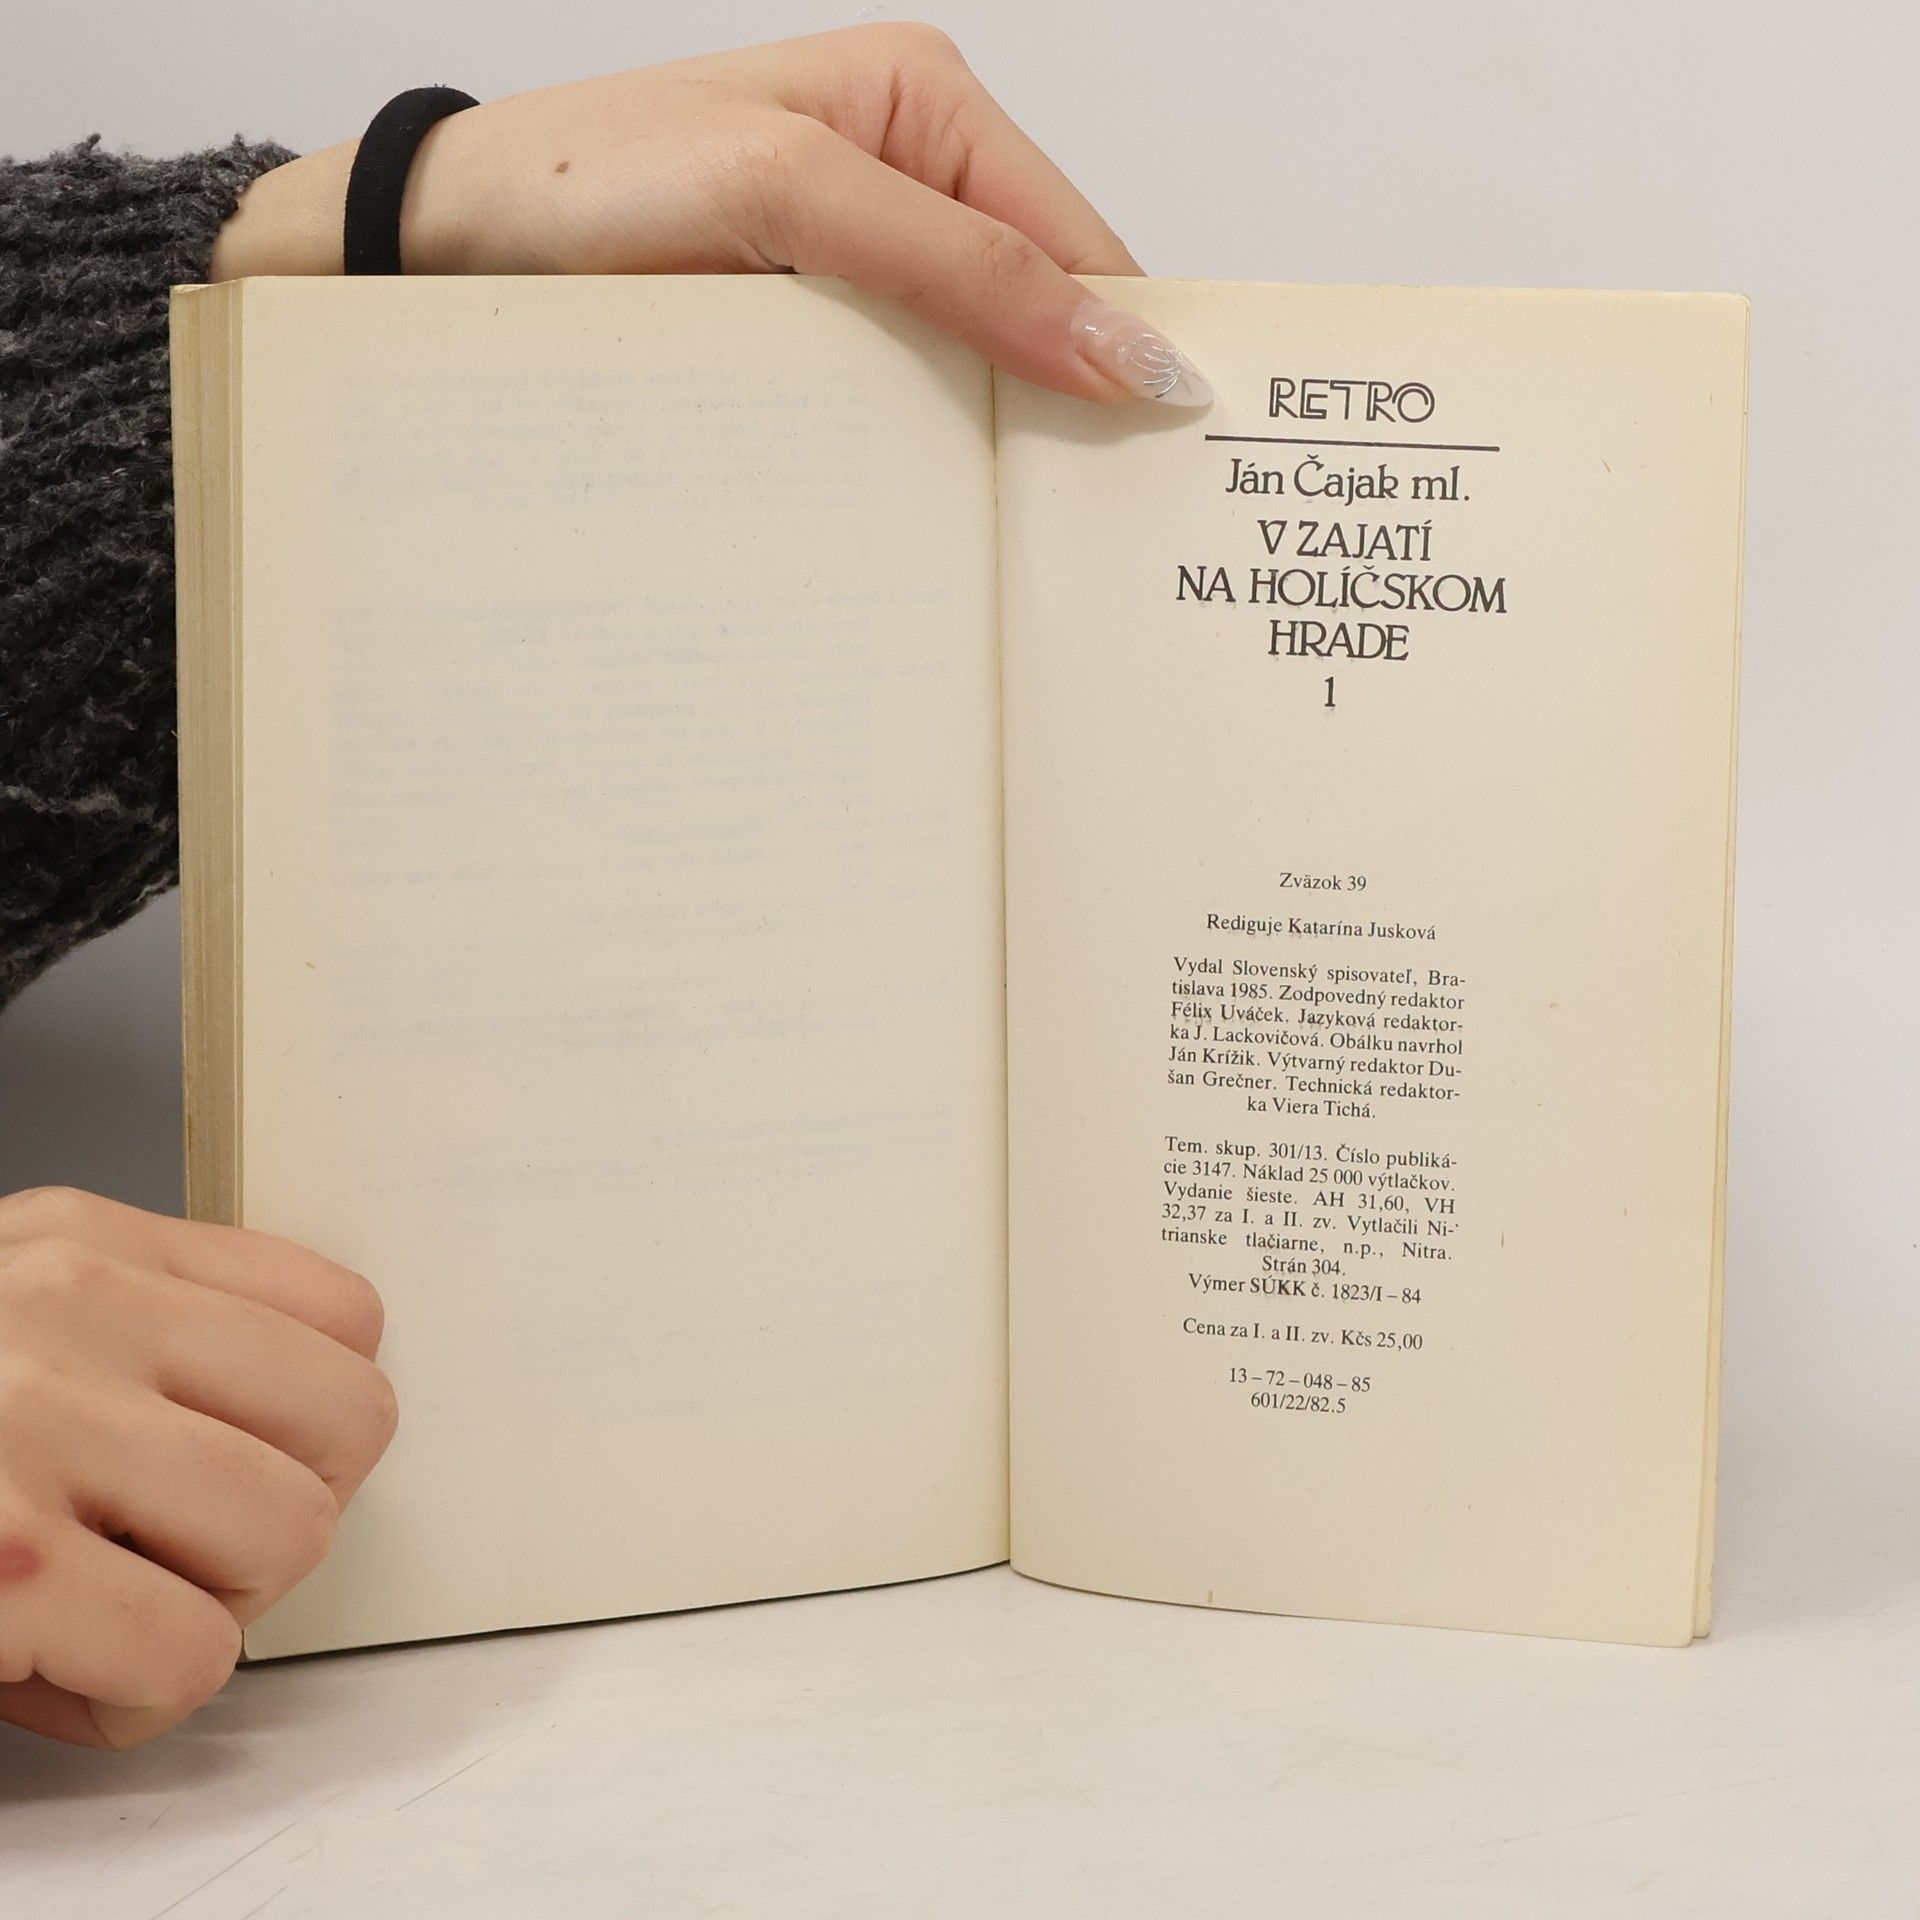 RETRO
Ján Čajak ml.
V ZAJATÍ
NA HOLÍČSKOM
HRADE
1
Zväzok 39
Rediguje Katarína Jusková
Vydal Slovenský spisovateľ, Bra-
tislava 1985. Zodpovedný redaktor
Félix Uváček. Jazyková redaktor-
ka J. Lackovičová. Obálku navrhol
Ján Krížik. Výtvarný redaktor Du-
šan Grečner. Technická redaktor-
ka Viera Tichá.
Tem. skup. 301/13. Číslo publiká-
cie 3147. Náklad 25 000 výtlačkov.
Vydanie šieste. AH 31,60, VH
32,37 za I. a II. zv. Vytlačili Ni-
trianske tlačiarne, n.p., Nitra.
Strán 304.
Výmer SÚKK č. 1823/I – 84
Cena za I. a II. zv. Kčs 25,00
13 – 72 – 048 – 85
601/22/82.5